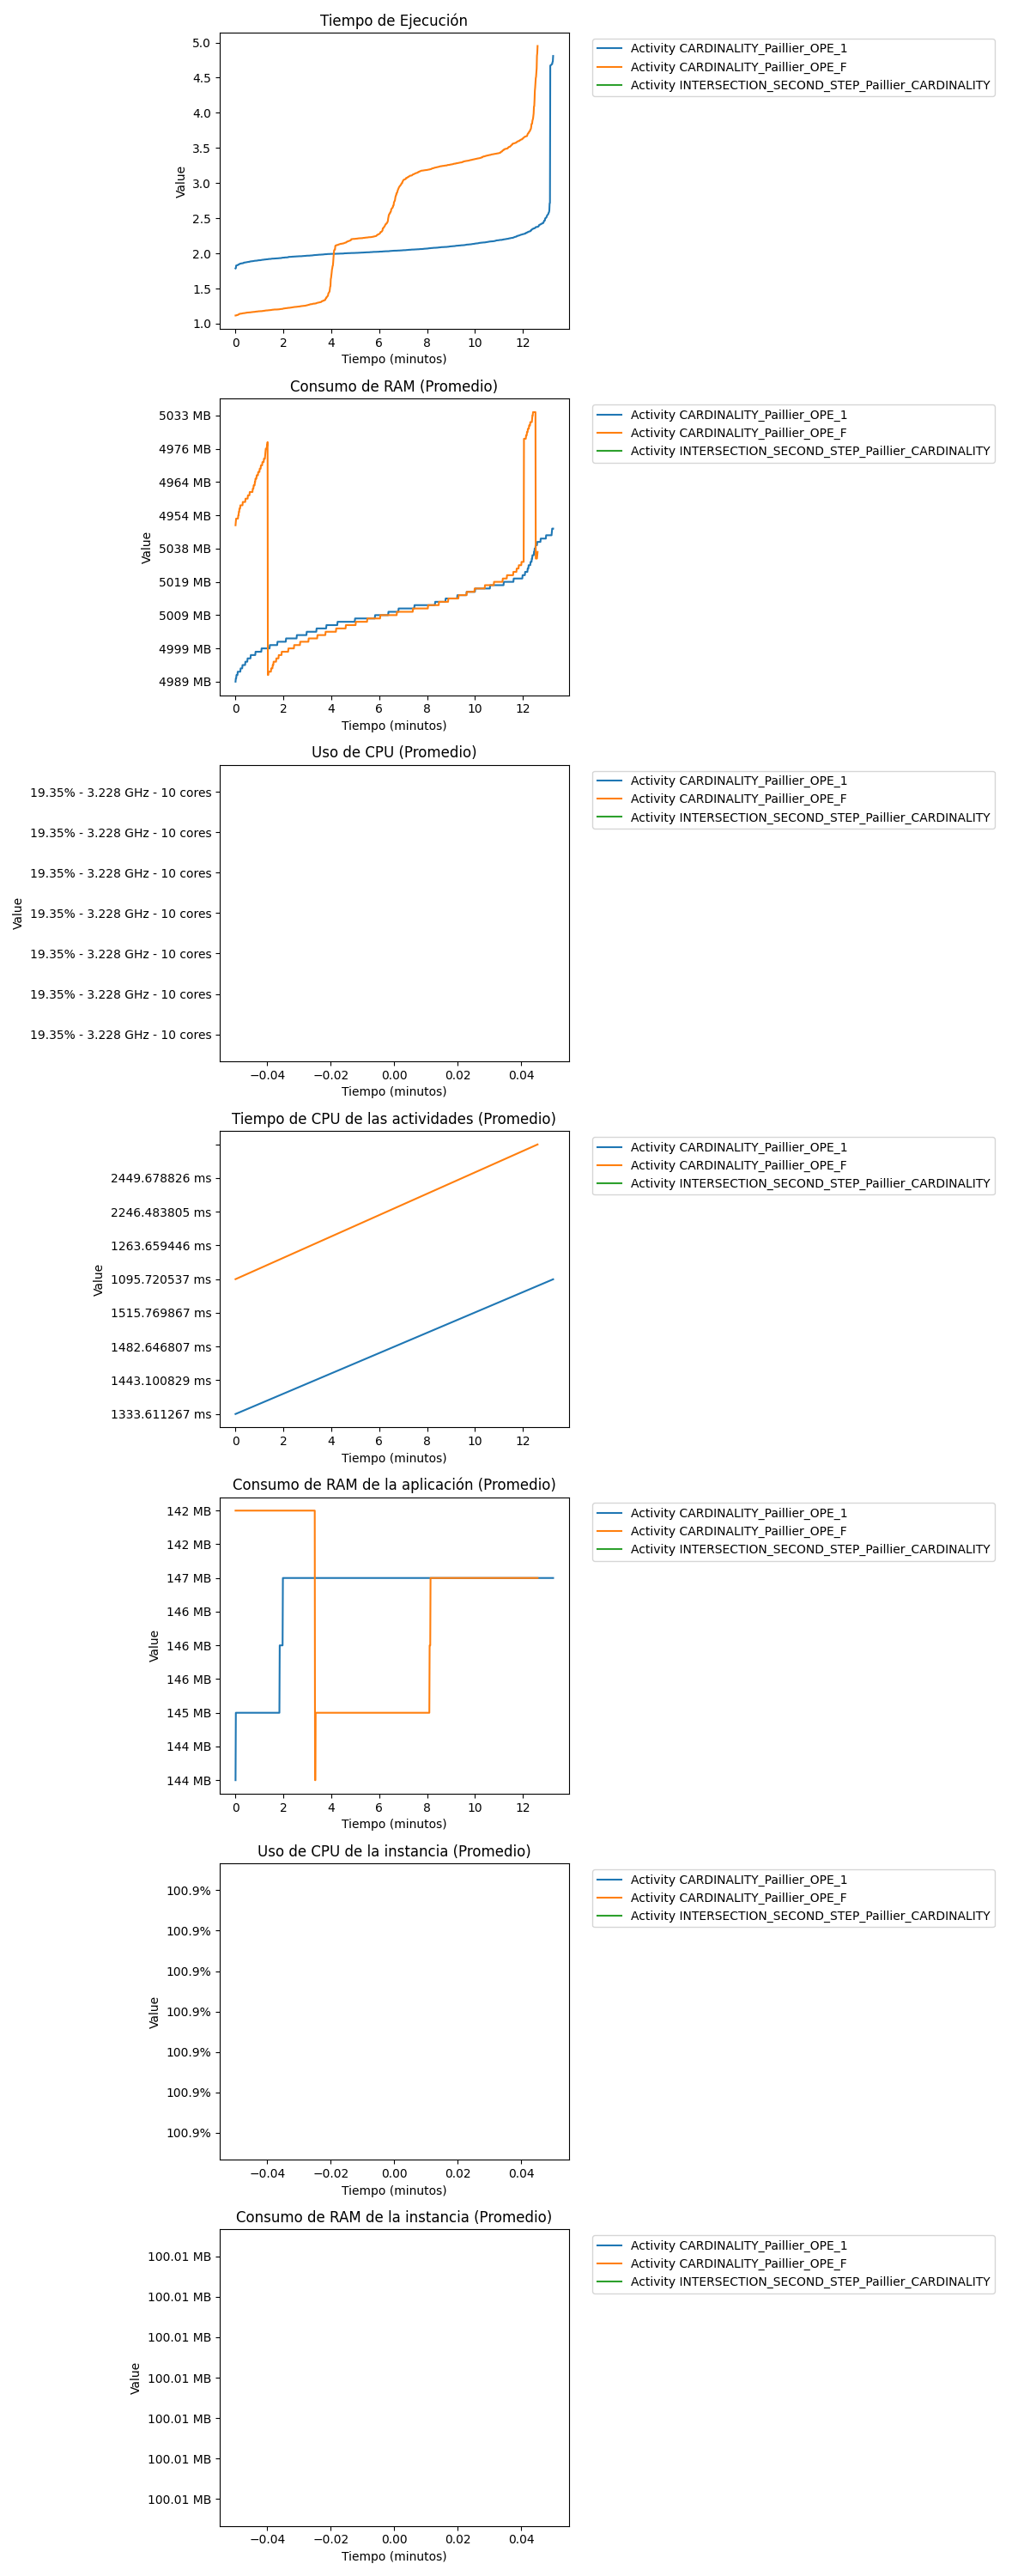 Tiempo de Ejecución
5.0
4.5
4.0
3.5
3.0
2.5
2.0
1.5
1.0
Value
0 2 4 6 8 10 12
Tiempo (minutos)
Activity CARDINALITY_Paillier_OPE_1
Activity CARDINALITY_Paillier_OPE_F
Activity INTERSECTION_SECOND_STEP_Paillier_CARDINALITY
Consumo de RAM (Promedio)
5033 MB
4976 MB
4964 MB
4954 MB
5038 MB
5019 MB
5009 MB
4999 MB
4989 MB
Value
0 2 4 6 8 10 12
Tiempo (minutos)
Activity CARDINALITY_Paillier_OPE_1
Activity CARDINALITY_Paillier_OPE_F
Activity INTERSECTION_SECOND_STEP_Paillier_CARDINALITY
Uso de CPU (Promedio)
19.35% - 3.228 GHz - 10 cores
19.35% - 3.228 GHz - 10 cores
19.35% - 3.228 GHz - 10 cores
19.35% - 3.228 GHz - 10 cores
19.35% - 3.228 GHz - 10 cores
19.35% - 3.228 GHz - 10 cores
19.35% - 3.228 GHz - 10 cores
Value
−0.04 −0.02 0.00 0.02 0.04
Tiempo (minutos)
Activity CARDINALITY_Paillier_OPE_1
Activity CARDINALITY_Paillier_OPE_F
Activity INTERSECTION_SECOND_STEP_Paillier_CARDINALITY
Tiempo de CPU de las actividades (Promedio)
2449.678826 ms
2246.483805 ms
1263.659446 ms
1095.720537 ms
1515.769867 ms
1482.646807 ms
1443.100829 ms
1333.611267 ms
Value
0 2 4 6 8 10 12
Tiempo (minutos)
Activity CARDINALITY_Paillier_OPE_1
Activity CARDINALITY_Paillier_OPE_F
Activity INTERSECTION_SECOND_STEP_Paillier_CARDINALITY
Consumo de RAM de la aplicación (Promedio)
142 MB
142 MB
147 MB
146 MB
146 MB
146 MB
145 MB
144 MB
144 MB
Value
0 2 4 6 8 10 12
Tiempo (minutos)
Activity CARDINALITY_Paillier_OPE_1
Activity CARDINALITY_Paillier_OPE_F
Activity INTERSECTION_SECOND_STEP_Paillier_CARDINALITY
Uso de CPU de la instancia (Promedio)
100.9%
100.9%
100.9%
100.9%
100.9%
100.9%
100.9%
Value
−0.04 −0.02 0.00 0.02 0.04
Tiempo (minutos)
Activity CARDINALITY_Paillier_OPE_1
Activity CARDINALITY_Paillier_OPE_F
Activity INTERSECTION_SECOND_STEP_Paillier_CARDINALITY
Consumo de RAM de la instancia (Promedio)
100.01 MB
100.01 MB
100.01 MB
100.01 MB
100.01 MB
100.01 MB
100.01 MB
Value
−0.04 −0.02 0.00 0.02 0.04
Tiempo (minutos)
Activity CARDINALITY_Paillier_OPE_1
Activity CARDINALITY_Paillier_OPE_F
Activity INTERSECTION_SECOND_STEP_Paillier_CARDINALITY